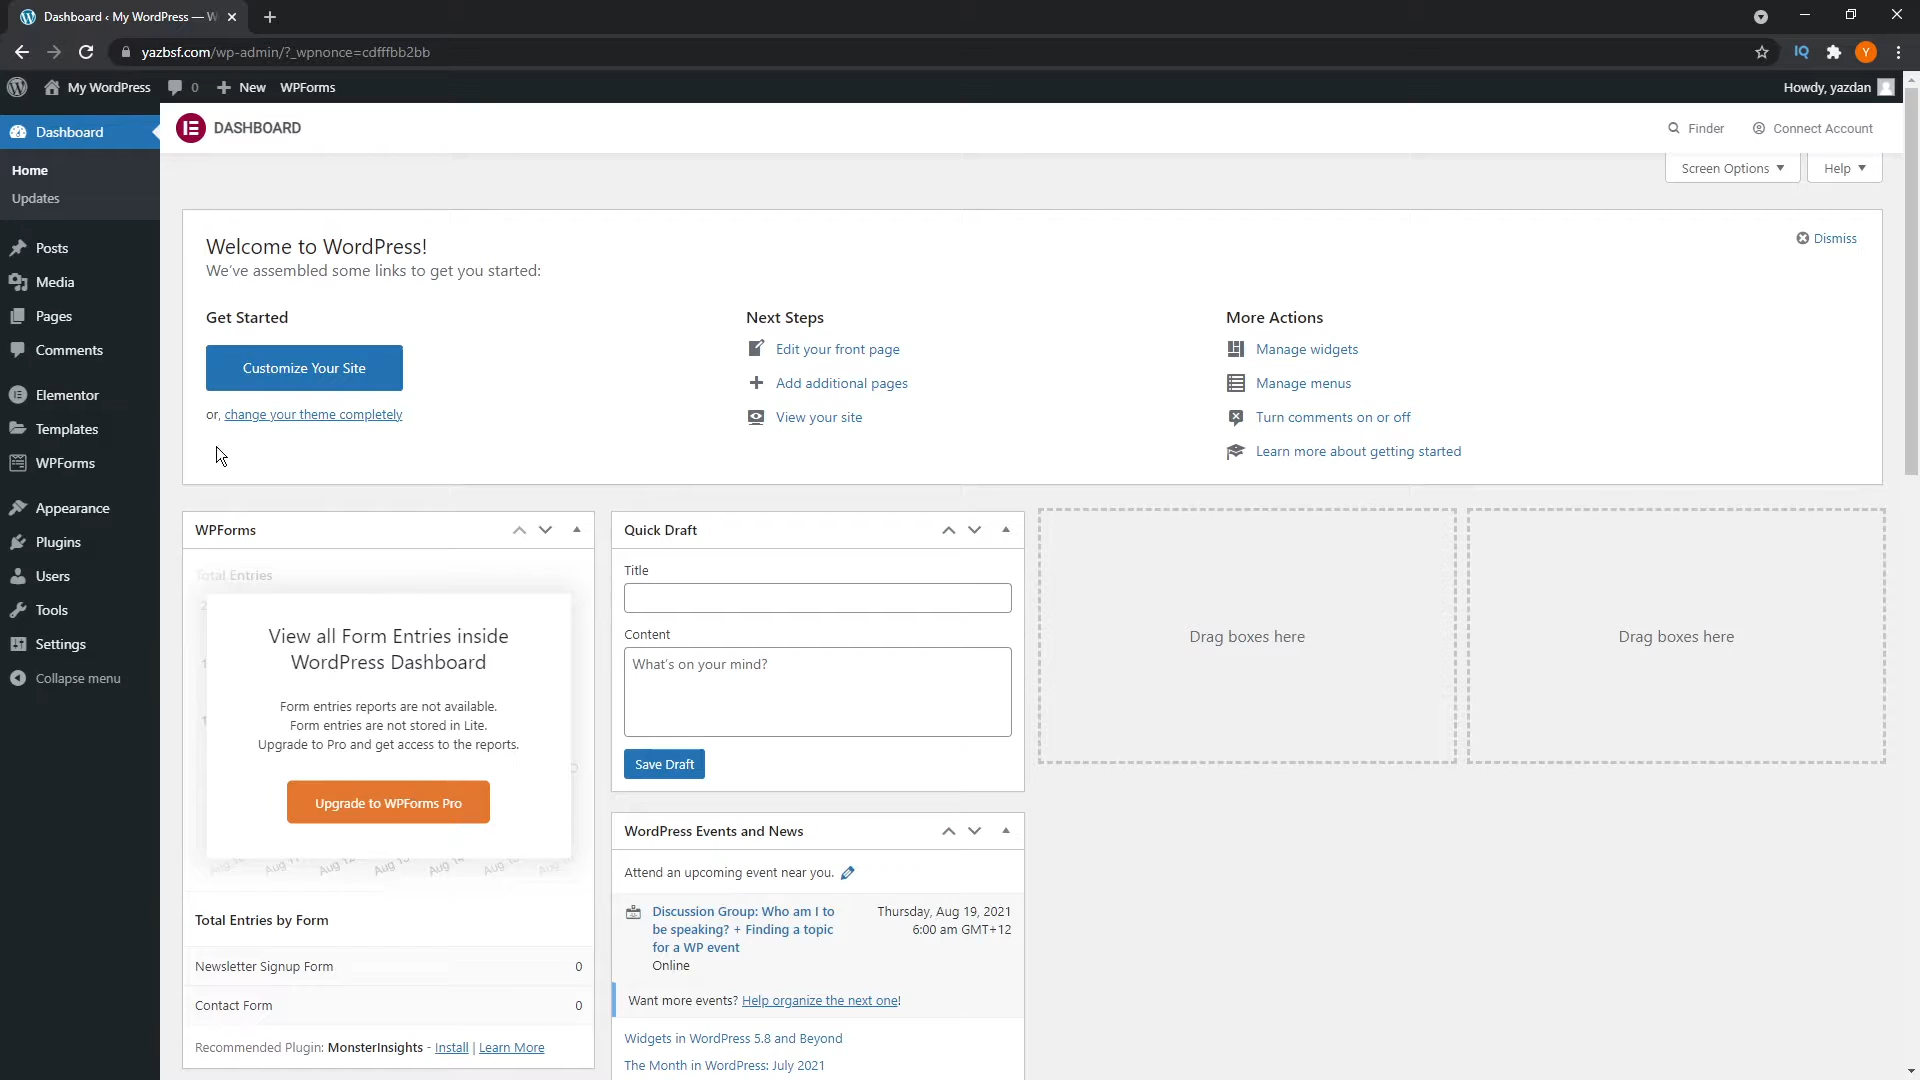 Dashboard ‹ My WordPress — W
yazbsf.com/wp-admin/?_wpnonce=cdfffbb2bb
IQ
Y
My WordPress
0
New
WPForms
Howdy, yazdan
Dashboard
Home
Updates
Posts
Media
Pages
Comments
Elementor
Templates
WPForms
Appearance
Plugins
Users
Tools
Settings
Collapse menu
DASHBOARD
Finder
Connect Account
Screen Options
Help
Welcome to WordPress!
We've assembled some links to get you started:
Dismiss
Get Started
Customize Your Site
or, change your theme completely
Next Steps
Edit your front page
Add additional pages
View your site
More Actions
Manage widgets
Manage menus
Turn comments on or off
Learn more about getting started
WPForms
Total Entries
View all Form Entries inside
WordPress Dashboard
Form entries reports are not available.
Form entries are not stored in Lite.
Upgrade to Pro and get access to the reports.
Upgrade to WPForms Pro
Aug 11
Aug 12
Aug 13
Aug 14
Total Entries by Form
Newsletter Signup Form 0
Contact Form 0
Recommended Plugin: MonsterInsights - Install | Learn More
Quick Draft
Title
Content
What's on your mind?
Save Draft
WordPress Events and News
Attend an upcoming event near you.
Discussion Group: Who am I to
be speaking? + Finding a topic
for a WP event
Online
Thursday, Aug 19, 2021
6:00 am GMT+12
Want more events? Help organize the next one!
Widgets in WordPress 5.8 and Beyond
The Month in WordPress: July 2021
Drag boxes here
Drag boxes here